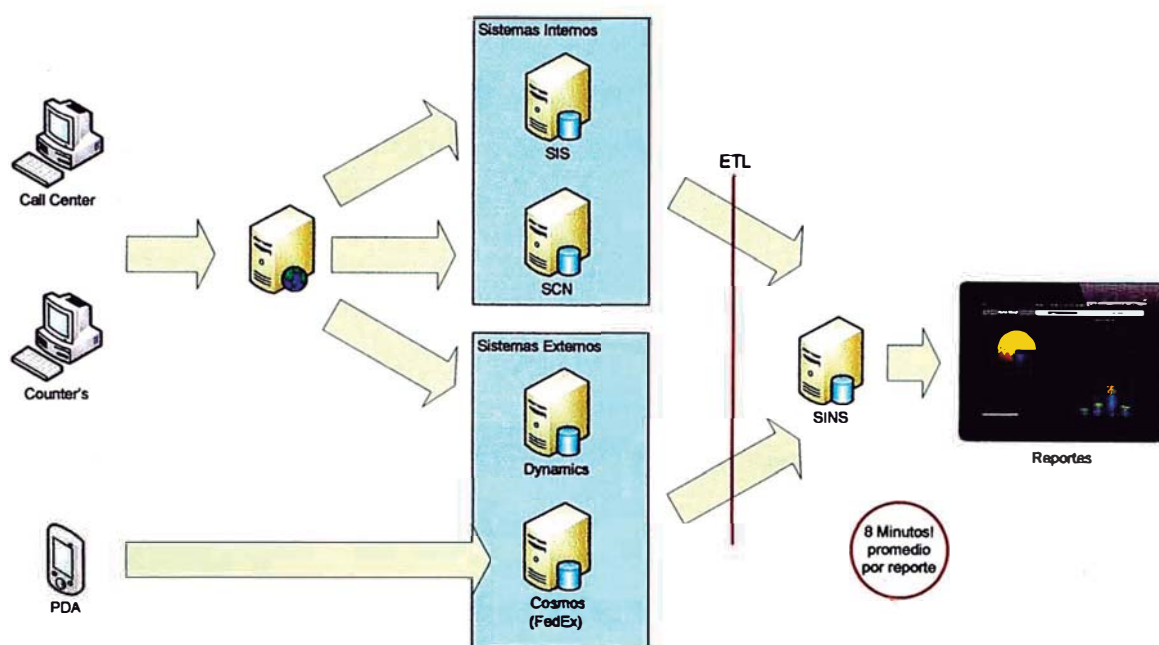 Sistemas Internos
SIS
SCN
Call Center
Counter's
PDA
Sistemas Externos
Dynamics
Cosmos
(FedEx)
ETL
SINS
Reportes
8 Minutos!
promedio
por reporte